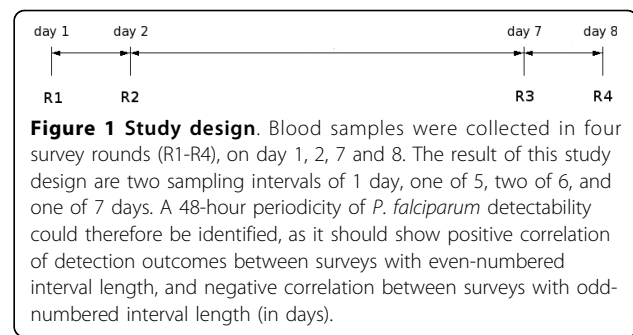 day 1 day 2 day 7 day 8
R1 R2 R3 R4
Figure 1 Study design. Blood samples were collected in four
survey rounds (R1-R4), on day 1, 2, 7 and 8. The result of this study
design are two sampling intervals of 1 day, one of 5, two of 6, and
one of 7 days. A 48-hour periodicity of P. falciparum detectability
could therefore be identified, as it should show positive correlation
of detection outcomes between surveys with even-numbered
interval length, and negative correlation between surveys with odd-
numbered interval length (in days).